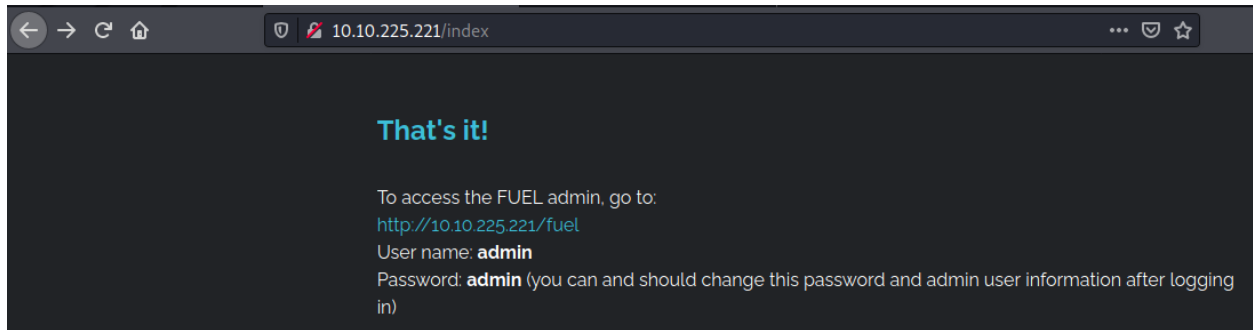 10.10.225.221/index
That's it!
To access the FUEL admin, go to:
http://10.10.225.221/fuel
User name: admin
Password: admin (you can and should change this password and admin user information after logging
in)